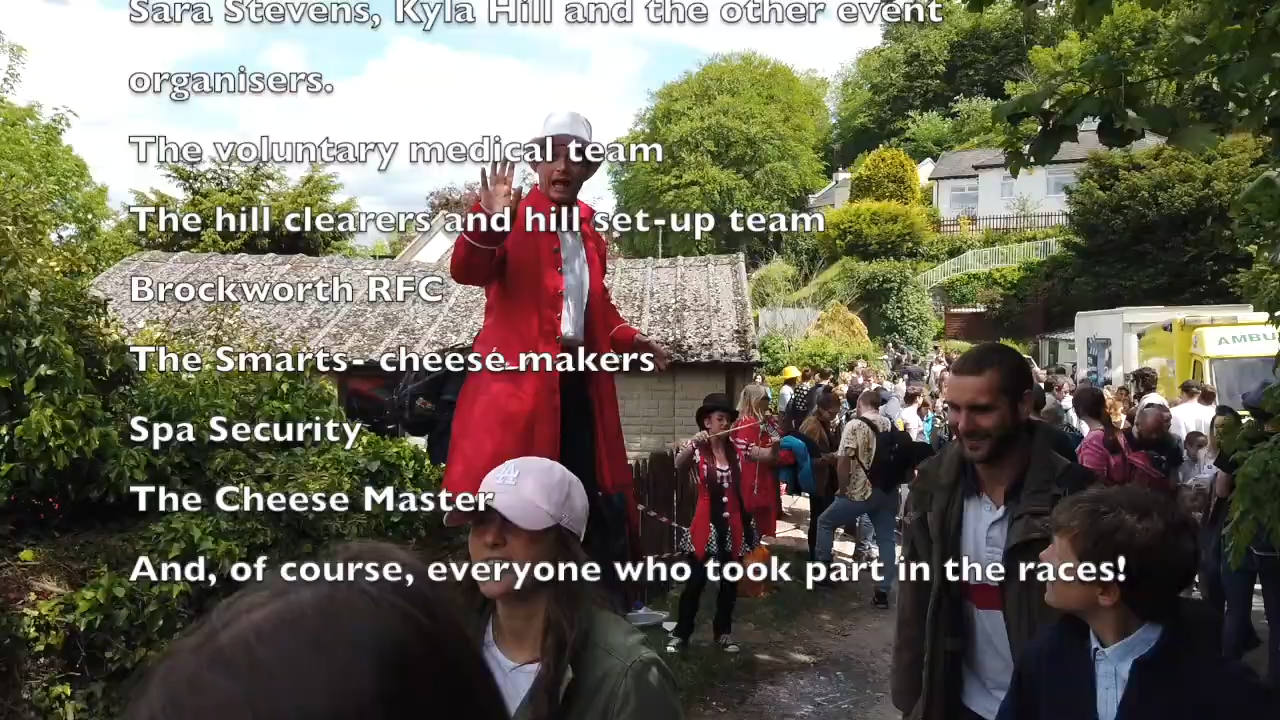 Sara Stevens, Kyla Hill and the other event
organisers.
The voluntary medical team
The hill clearers and hill set-up team
Brockworth RFC
The Smarts- cheese makers
Spa Security
The Cheese Master
And, of course, everyone who took part in the races!
AMBU
LA